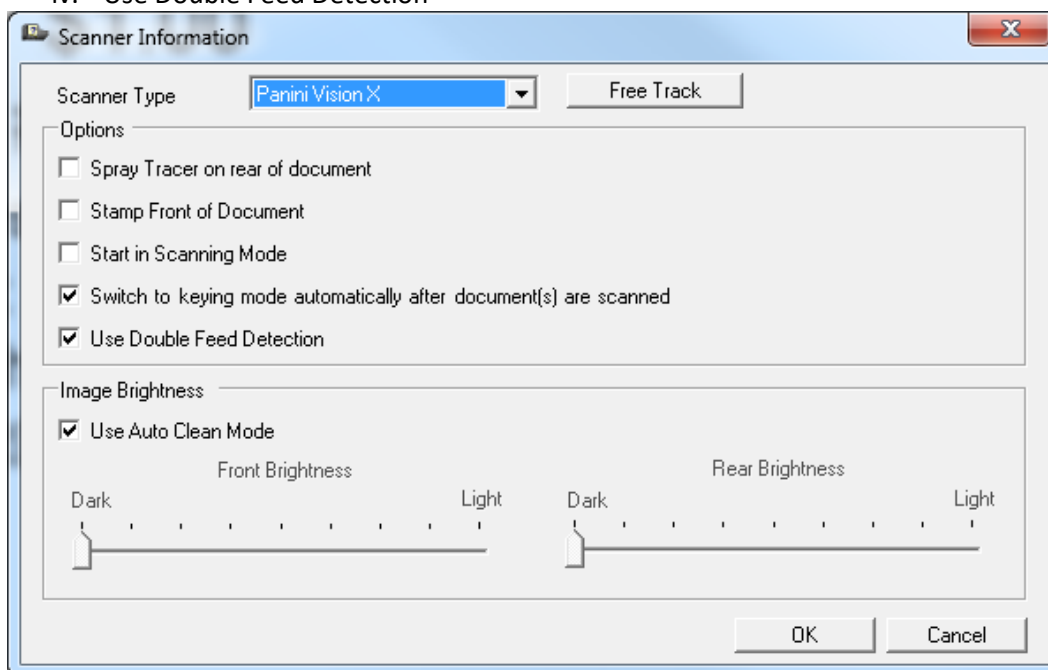 Use Double Feed Detection
Scanner Information
Scanner Type Panini Vision X Free Track
Options
Spray Tracer on rear of document
Stamp Front of Document
Start in Scanning Mode
Switch to keying mode automatically after document(s) are scanned
Use Double Feed Detection
Image Brightness
Use Auto Clean Mode
Front Brightness Rear Brightness
Dark Light Dark Light
OK Cancel